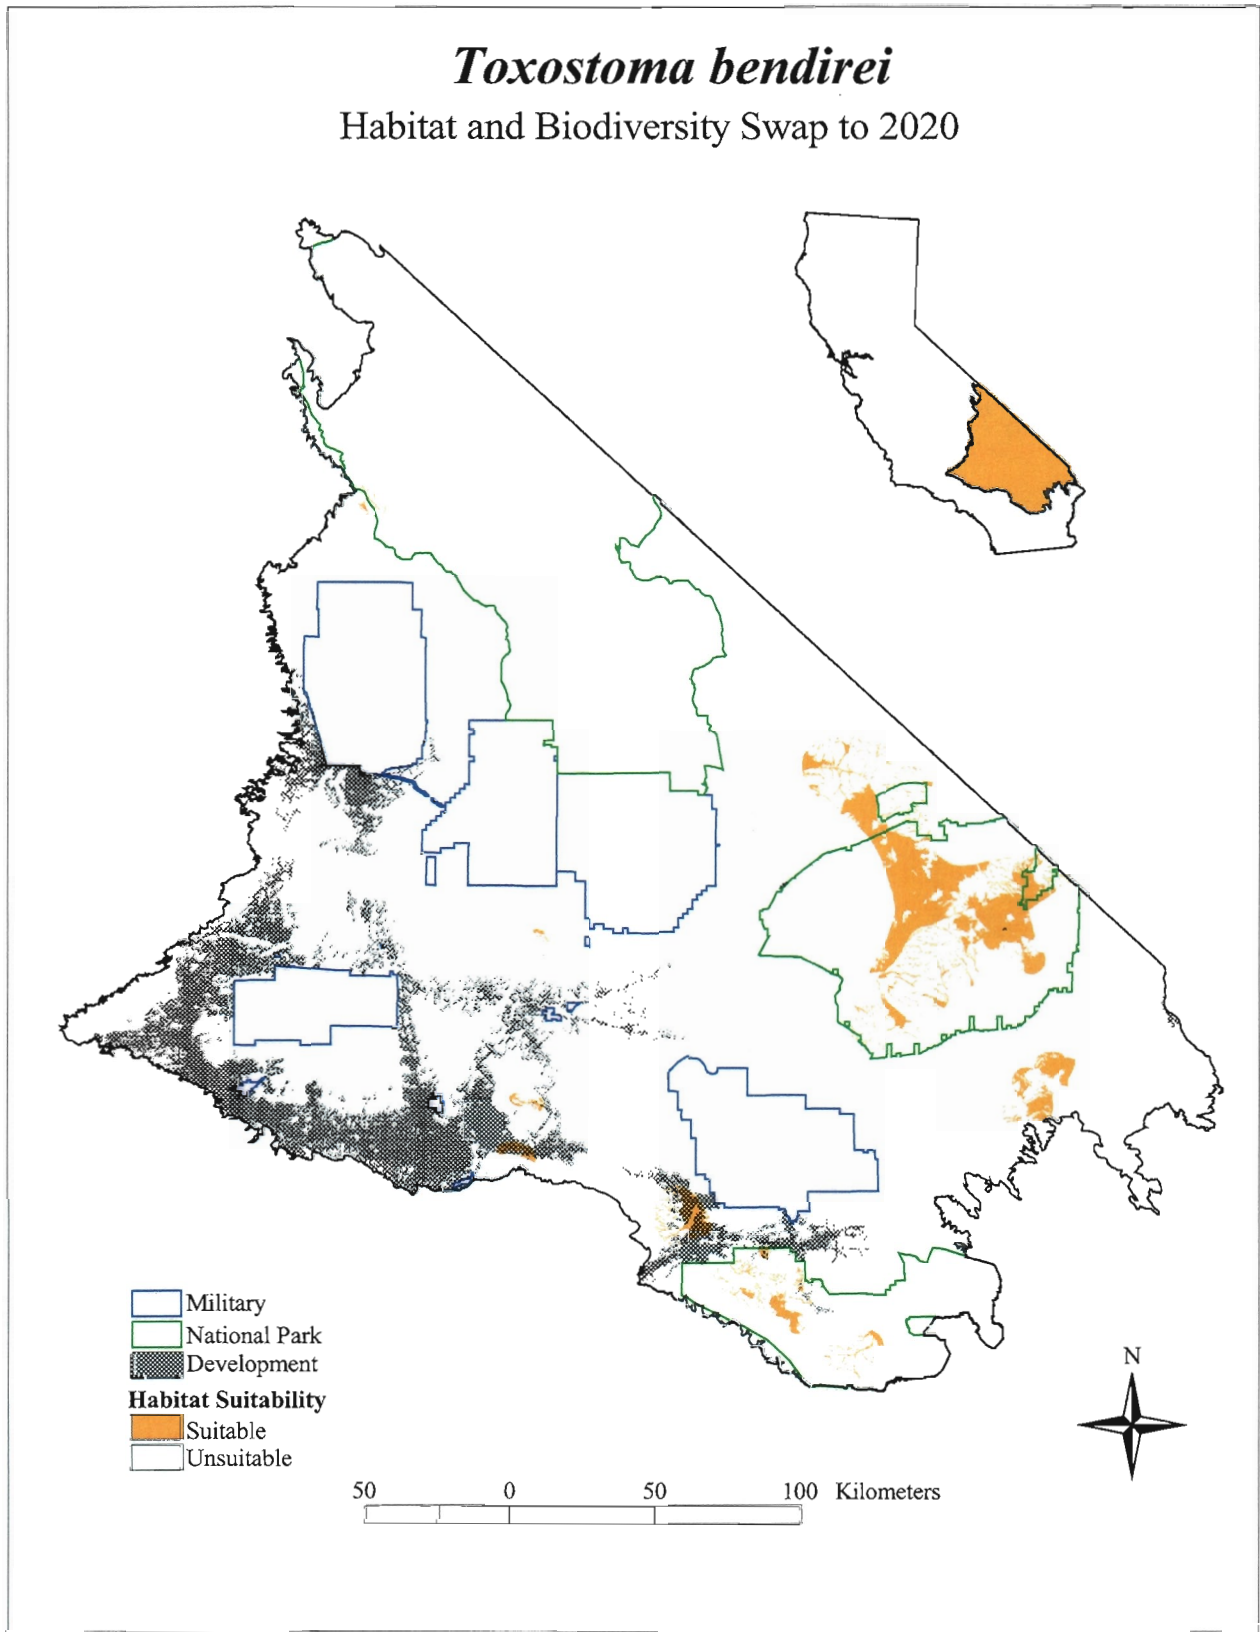 Toxostoma bendirei
Habitat and Biodiversity Swap to 2020
Military
National Park
Development
Habitat Suitability
Suitable
Unsuitable
N
50 0 50 100 Kilometers